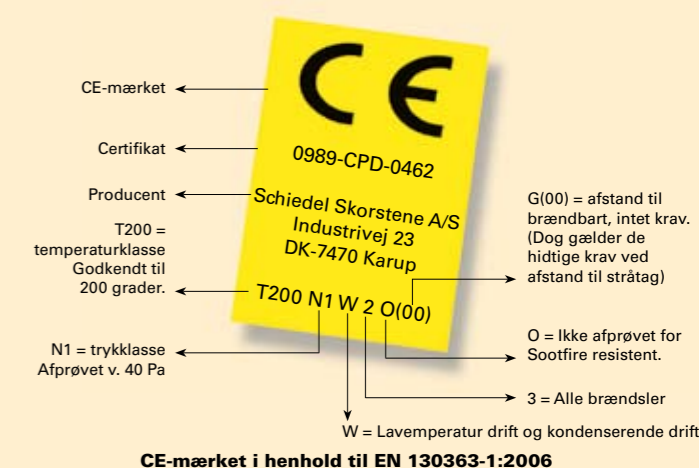 CE-mærket
Certifikat
Producent
T200 =
temperaturklasse
Godkendt til
200 grader.
N1 = trykklasse
Afprøvet v. 40 Pa
CE
0989-CPD-0462
Schiedel Skorstene A/S
Industrivej 23
DK-7470 Karup
T200 N1 W 2 O(00)
G(00) = afstand til
brændbart, intet krav.
(Dog gælder de
hidtige krav ved
afstand til stråtag)
O = Ikke afprøvet for
Sootfire resistent.
3 = Alle brændsler
W = Lavemperatur drift og kondenserende drift
CE-mærket i henhold til EN 130363-1:2006